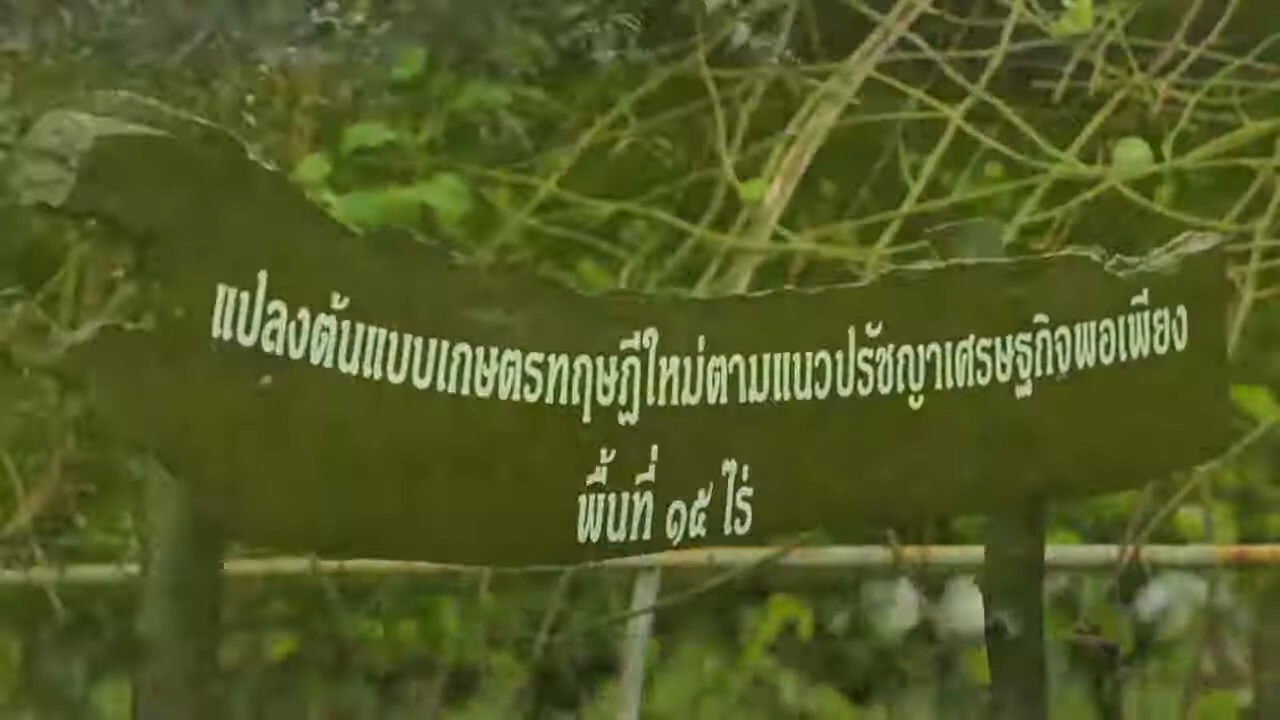 แปลงต้นแบบเกษตรทฤษฎีใหม่ตามแนวปรัชญาเศรษฐกิจพอเพียง
พื้นที่ ๑๕ ไร่